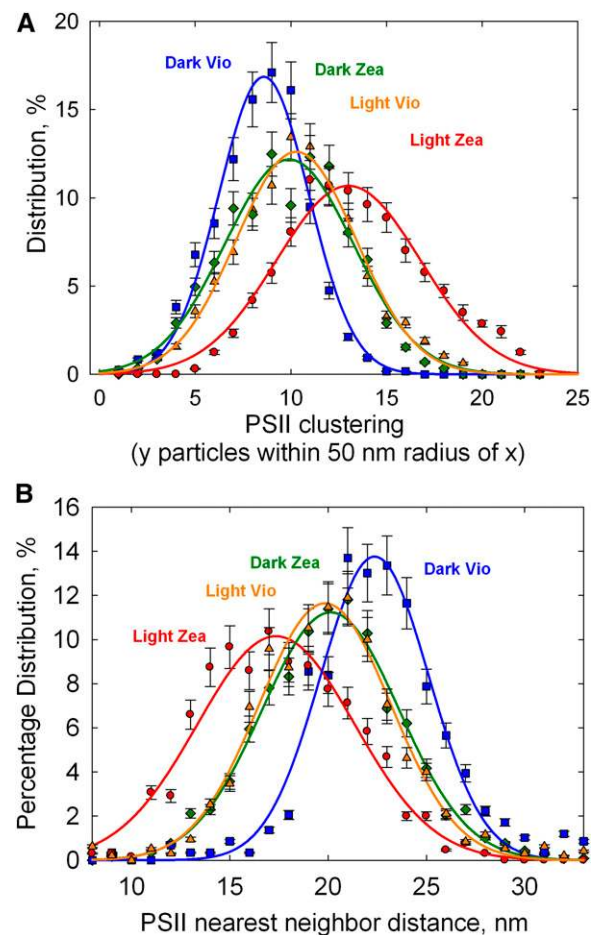 A
20
Dark Vio
Dark Zea
Light Vio
Light Zea
15
10
5
0
Distribution, %
0 5 10 15 20 25
PSII clustering
(y particles within 50 nm radius of x)
B
16
14
12
10
8
6
4
2
0
Dark Zea
Light Vio
Dark Vio
Light Zea
Percentage Distribution, %
10 15 20 25 30
PSII nearest neighbor distance, nm